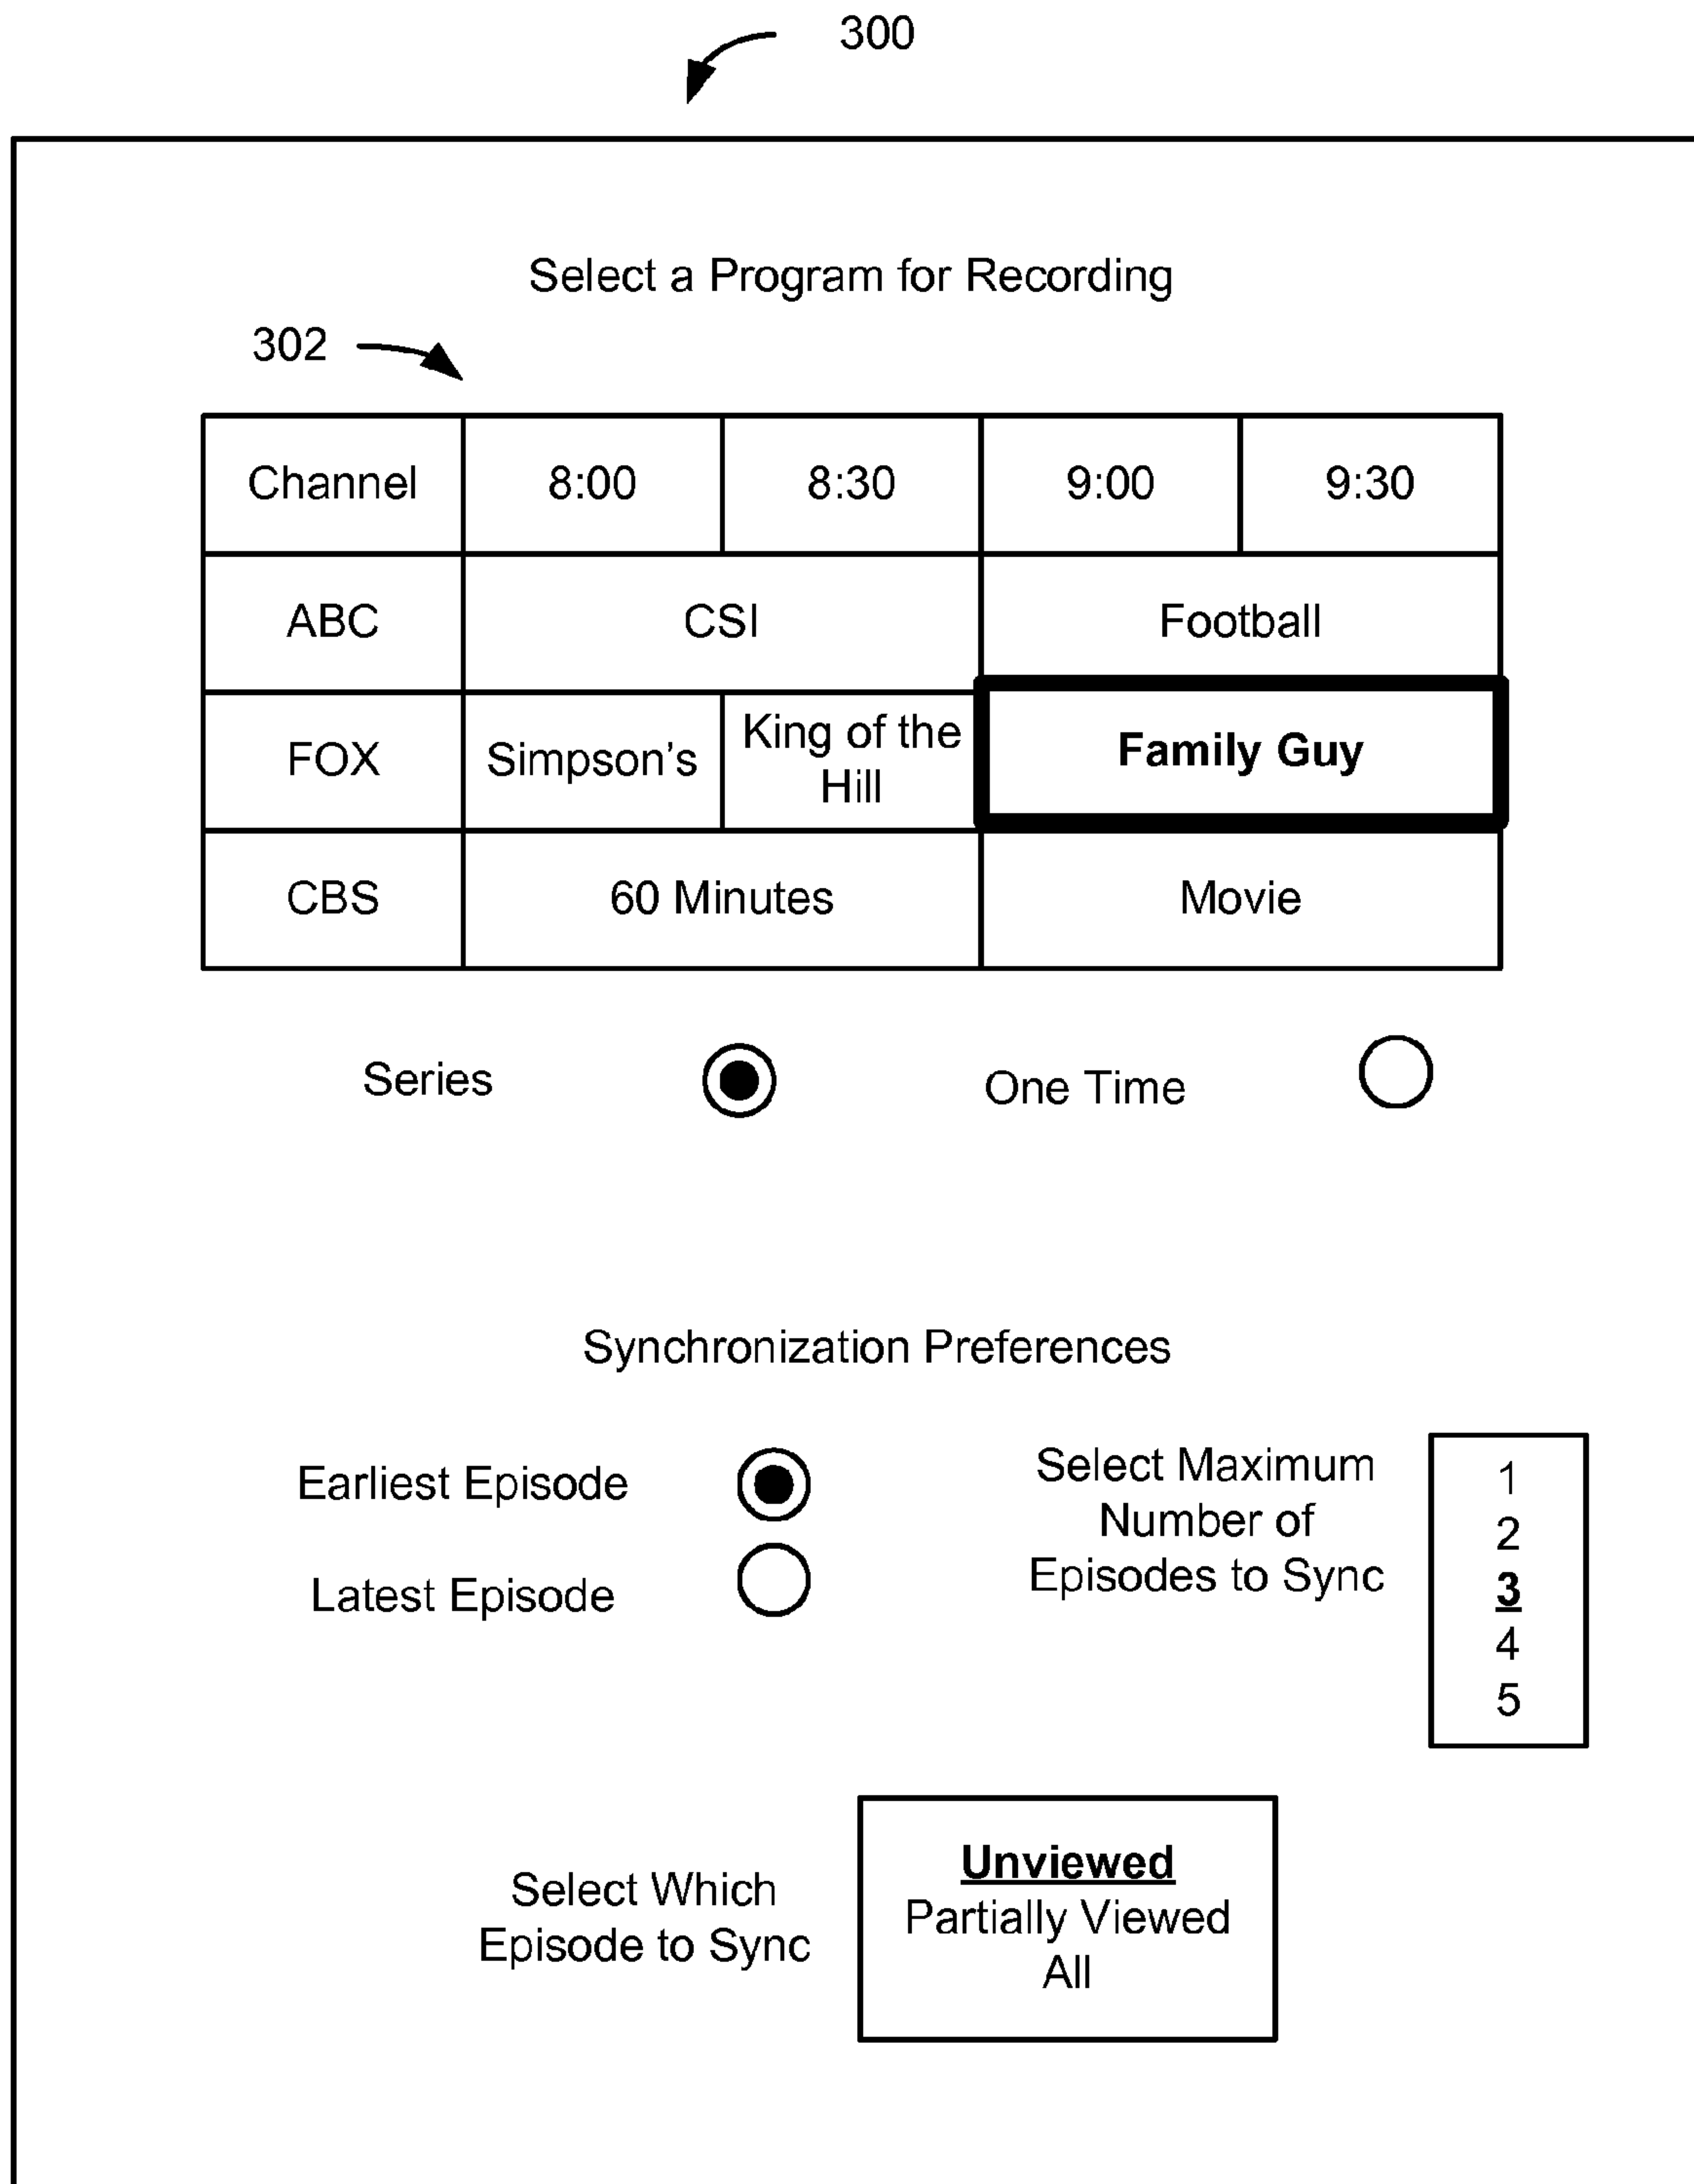 300
Select a Program for Recording
302
Channel 8:00 8:30 9:00 9:30
ABC CSI Football
FOX Simpson's King of the Hill Family Guy
CBS 60 Minutes Movie
Series One Time
Synchronization Preferences
Earliest Episode
Latest Episode
Select Maximum
Number of
Episodes to Sync
1
2
3
4
5
Select Which
Episode to Sync
Unviewed
Partially Viewed
All